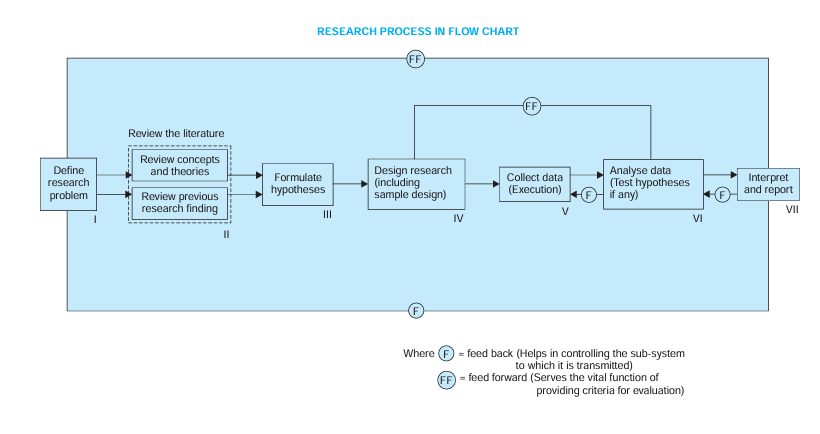 RESEARCH PROCESS IN FLOW CHART
FF
FF
Review the literature
Define
research
problem
I
Review concepts
and theories
Review previous
research finding
II
Formulate
hypotheses
III
Design research
(including
sample design)
IV
Collect data
(Execution)
V
F
Analyse data
(Test hypotheses
if any)
VI
F
Interpret
and report
VII
F
Where F = feed back (Helps in controlling the sub-system
to which it is transmitted)
FF = feed forward (Serves the vital function of
providing criteria for evaluation)